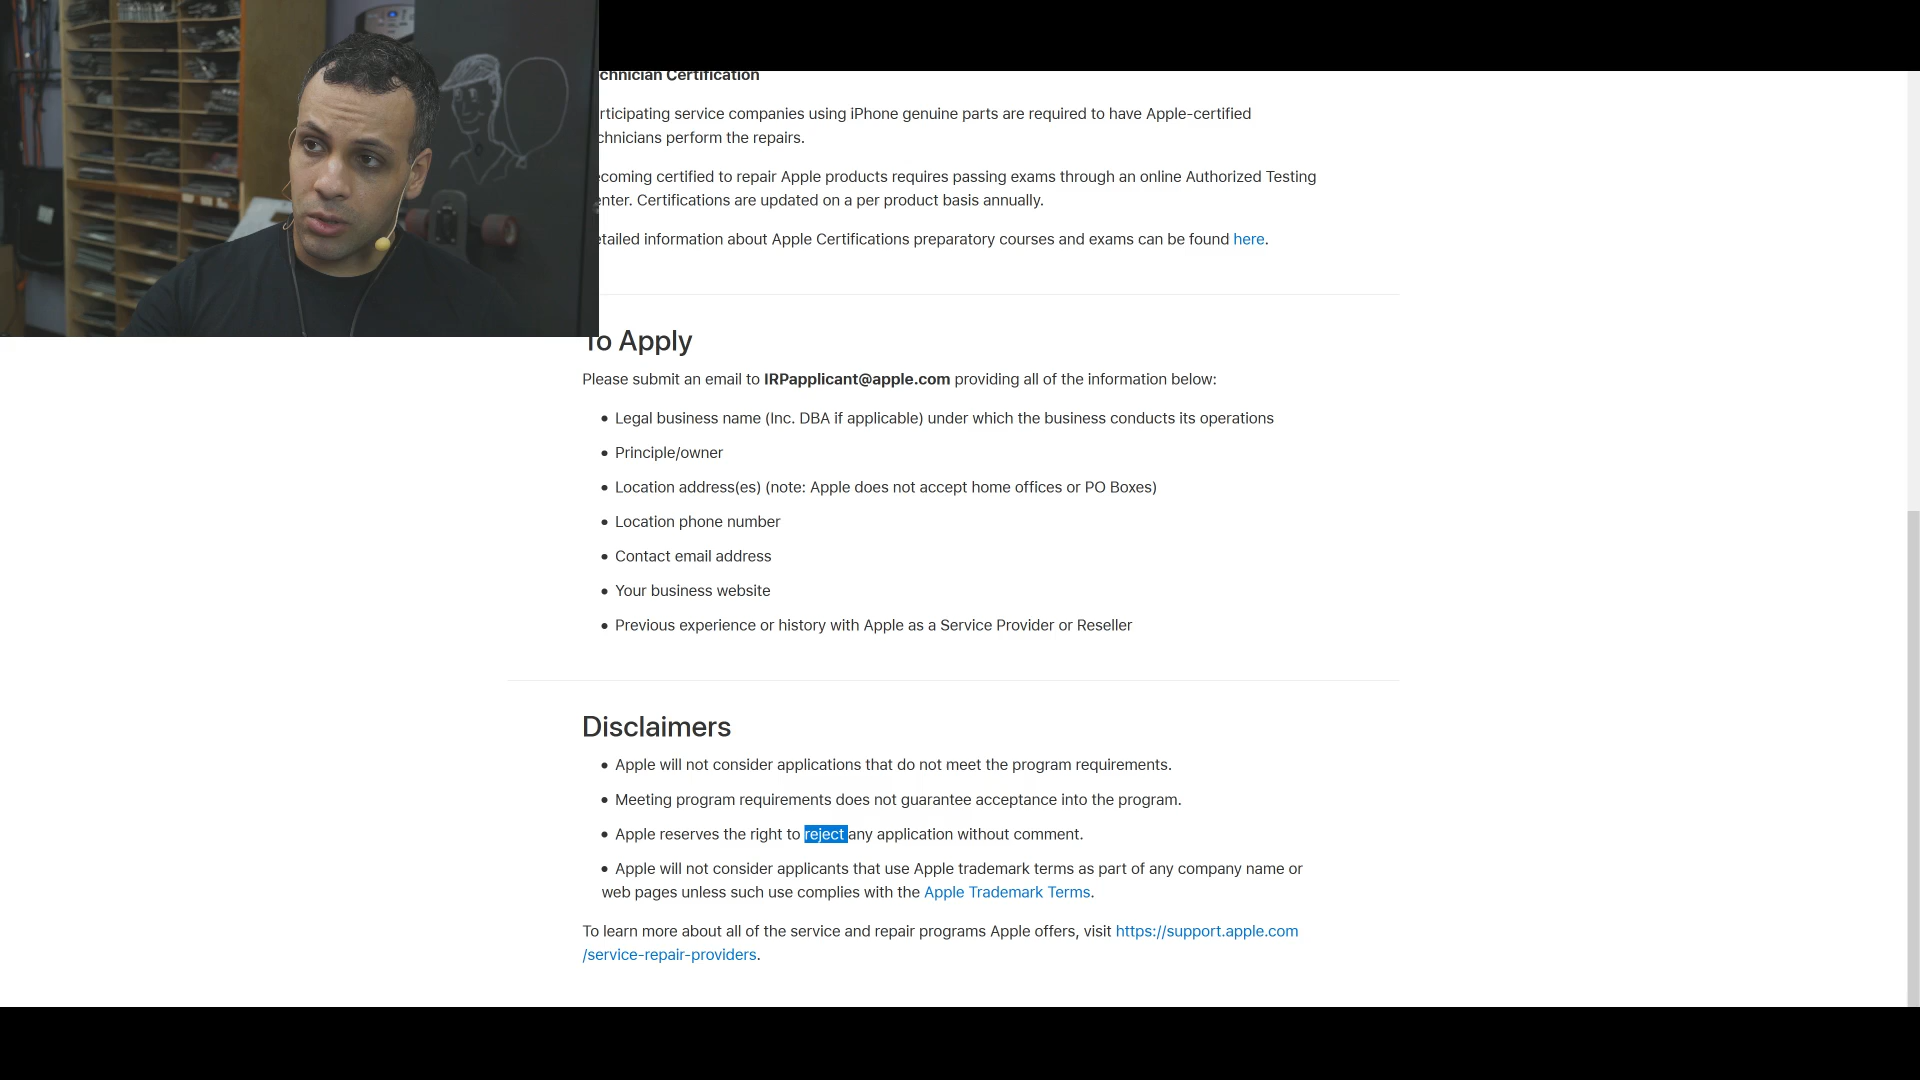 chnician Certification
rticipating service companies using iPhone genuine parts are required to have Apple-certified
chnicians perform the repairs.
ecoming certified to repair Apple products requires passing exams through an online Authorized Testing
enter. Certifications are updated on a per product basis annually.
etailed information about Apple Certifications preparatory courses and exams can be found here.
To Apply
Please submit an email to IRPapplicant@apple.com providing all of the information below:
• Legal business name (Inc. DBA if applicable) under which the business conducts its operations
• Principle/owner
• Location address(es) (note: Apple does not accept home offices or PO Boxes)
• Location phone number
• Contact email address
• Your business website
• Previous experience or history with Apple as a Service Provider or Reseller
Disclaimers
• Apple will not consider applications that do not meet the program requirements.
• Meeting program requirements does not guarantee acceptance into the program.
• Apple reserves the right to reject any application without comment.
• Apple will not consider applicants that use Apple trademark terms as part of any company name or
web pages unless such use complies with the Apple Trademark Terms.
To learn more about all of the service and repair programs Apple offers, visit https://support.apple.com
/service-repair-providers.